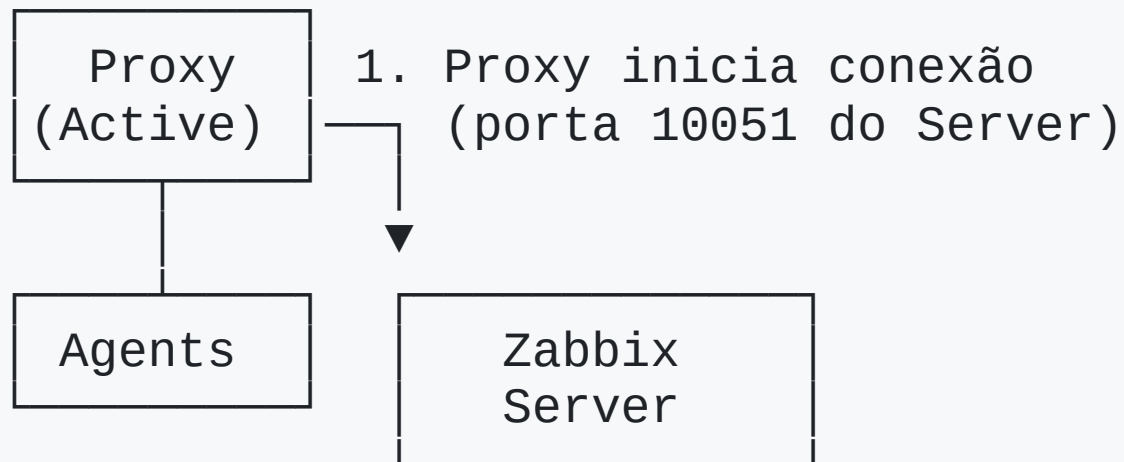 Proxy
(Active)
1. Proxy inicia conexão
(porta 10051 do Server)
Agents
Zabbix
Server